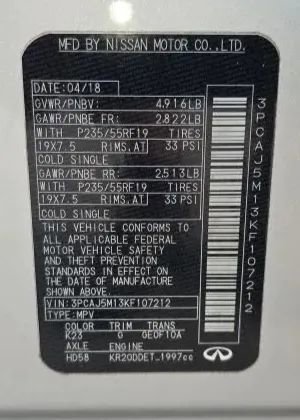 MFD BY NISSAN MOTOR CO., LTD.
DATE: 04/18
GVWR/PNBV: 4,916LB
GAWR/PNBE FR: 2,822LB
WITH P235/55RF19 TIRES
19X7.5 RIMS.AT 33 PSI
COLD SINGLE
GAWR/PNBE RR: 2,513LB
WITH P235/55RF19 TIRES
19X7.5 RIMS.AT 33 PSI
COLD SINGLE
THIS VEHICLE CONFORMS TO
ALL APPLICABLE FEDERAL
MOTOR VEHICLE SAFETY
AND THEFT PREVENTION
STANDARDS IN EFFECT ON
THE DATE OF MANUFACTURE
SHOWN ABOVE.
VIN: 3PCAJ5M13KF107212
TYPE: MPV
COLOR TRIM TRANS
K23 G GE0F10A
AXLE ENGINE
HD58 KR20DDET_1997cc
INFINITI
3PCAJ5M13KF107212